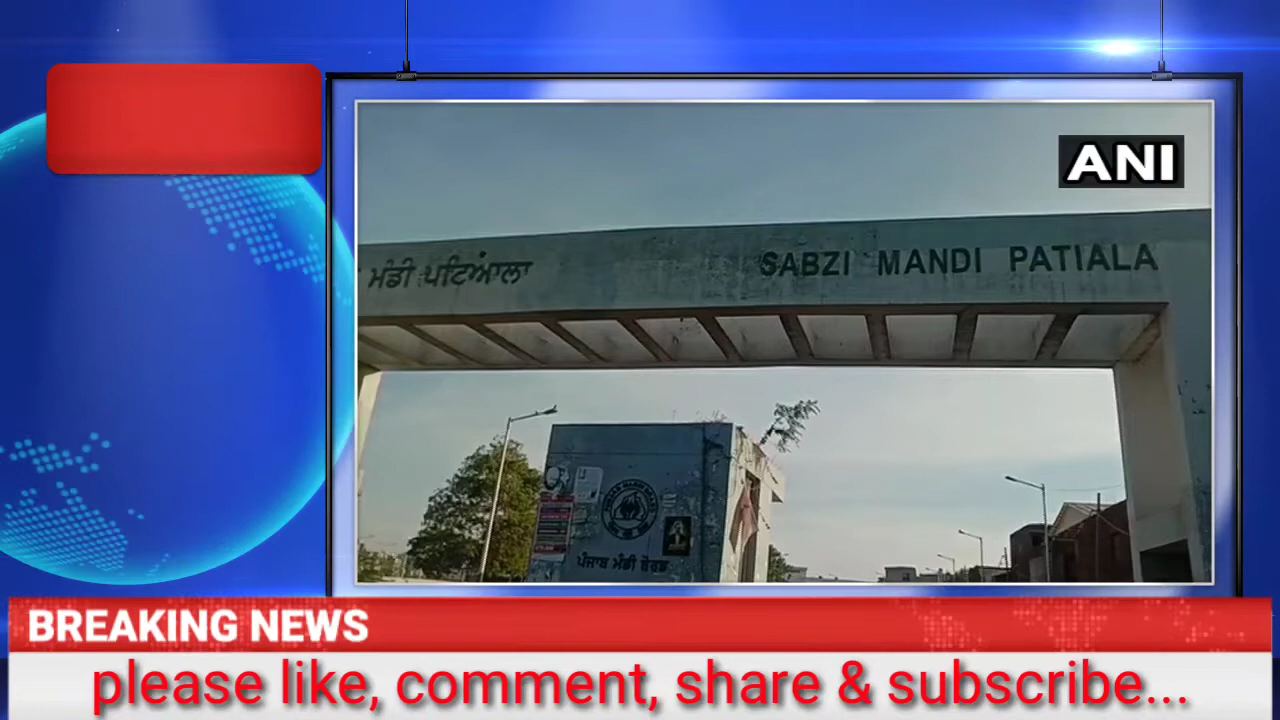 ANI
ਮੰਡੀ ਪਟਿਆਲਾ
SABZI MANDI PATIALA
ਪੰਜਾਬ ਮੰਡੀ ਬੋਰਡ
BREAKING NEWS
please like, comment, share & subscribe...